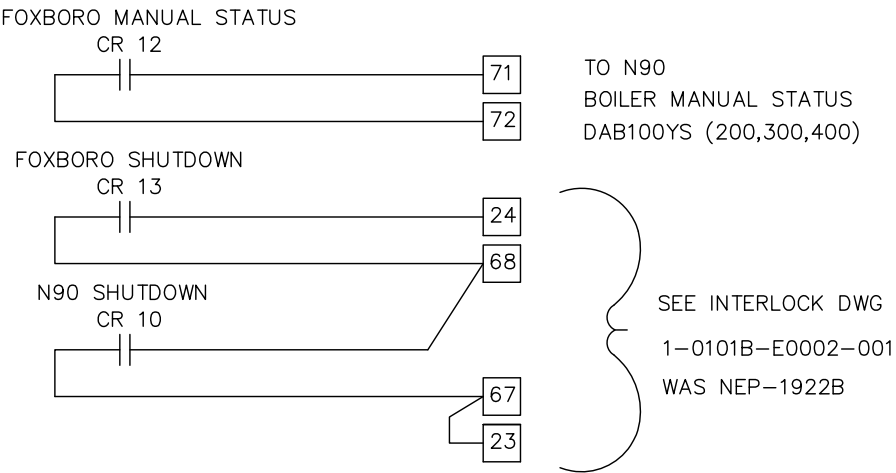 FOXBORO MANUAL STATUS
CR 12
71
72
TO N90
BOILER MANUAL STATUS
DAB100YS (200,300,400)
FOXBORO SHUTDOWN
CR 13
24
68
N90 SHUTDOWN
CR 10
67
23
SEE INTERLOCK DWG
1-0101B-E0002-001
WAS NEP-1922B